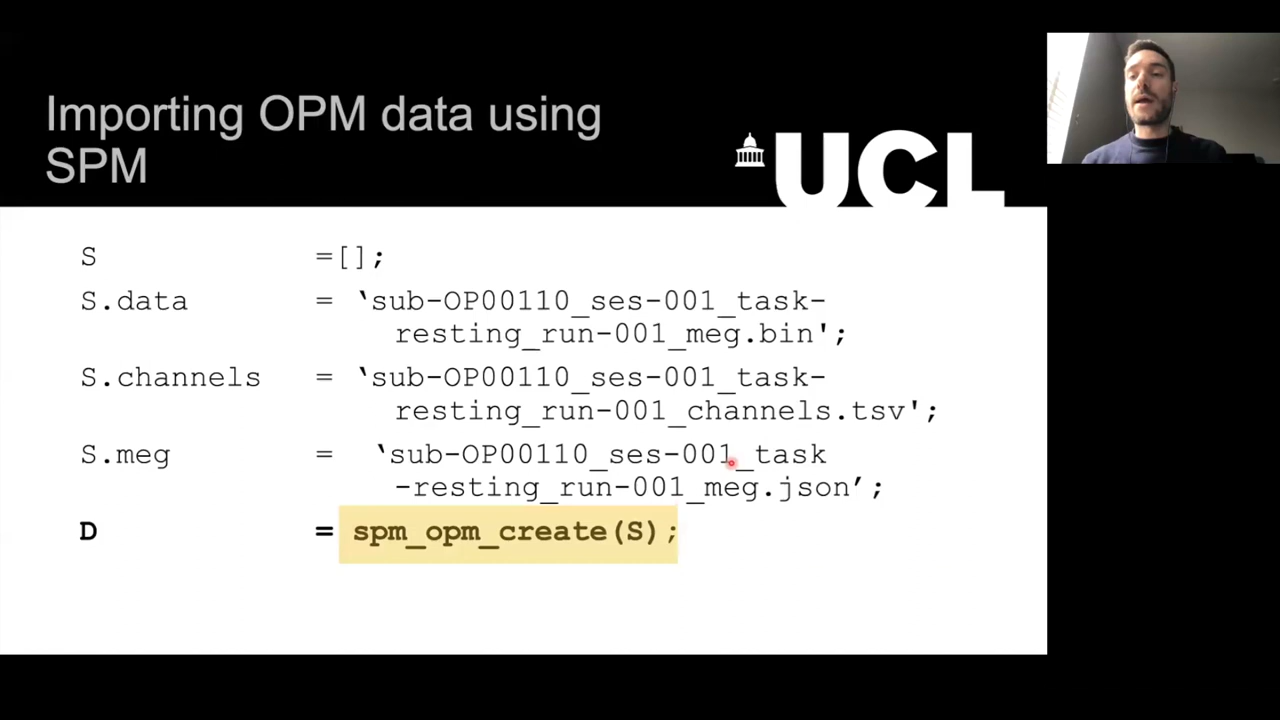 Importing OPM data using
SPM
UCL
S =[];
S.data = ‘sub-OP00110_ses-001_task-
resting_run-001_meg.bin';
S.channels = ‘sub-OP00110_ses-001_task-
resting_run-001_channels.tsv';
S.meg = ‘sub-OP00110_ses-001_task
-resting_run-001_meg.json’;
D = spm_opm_create(S);